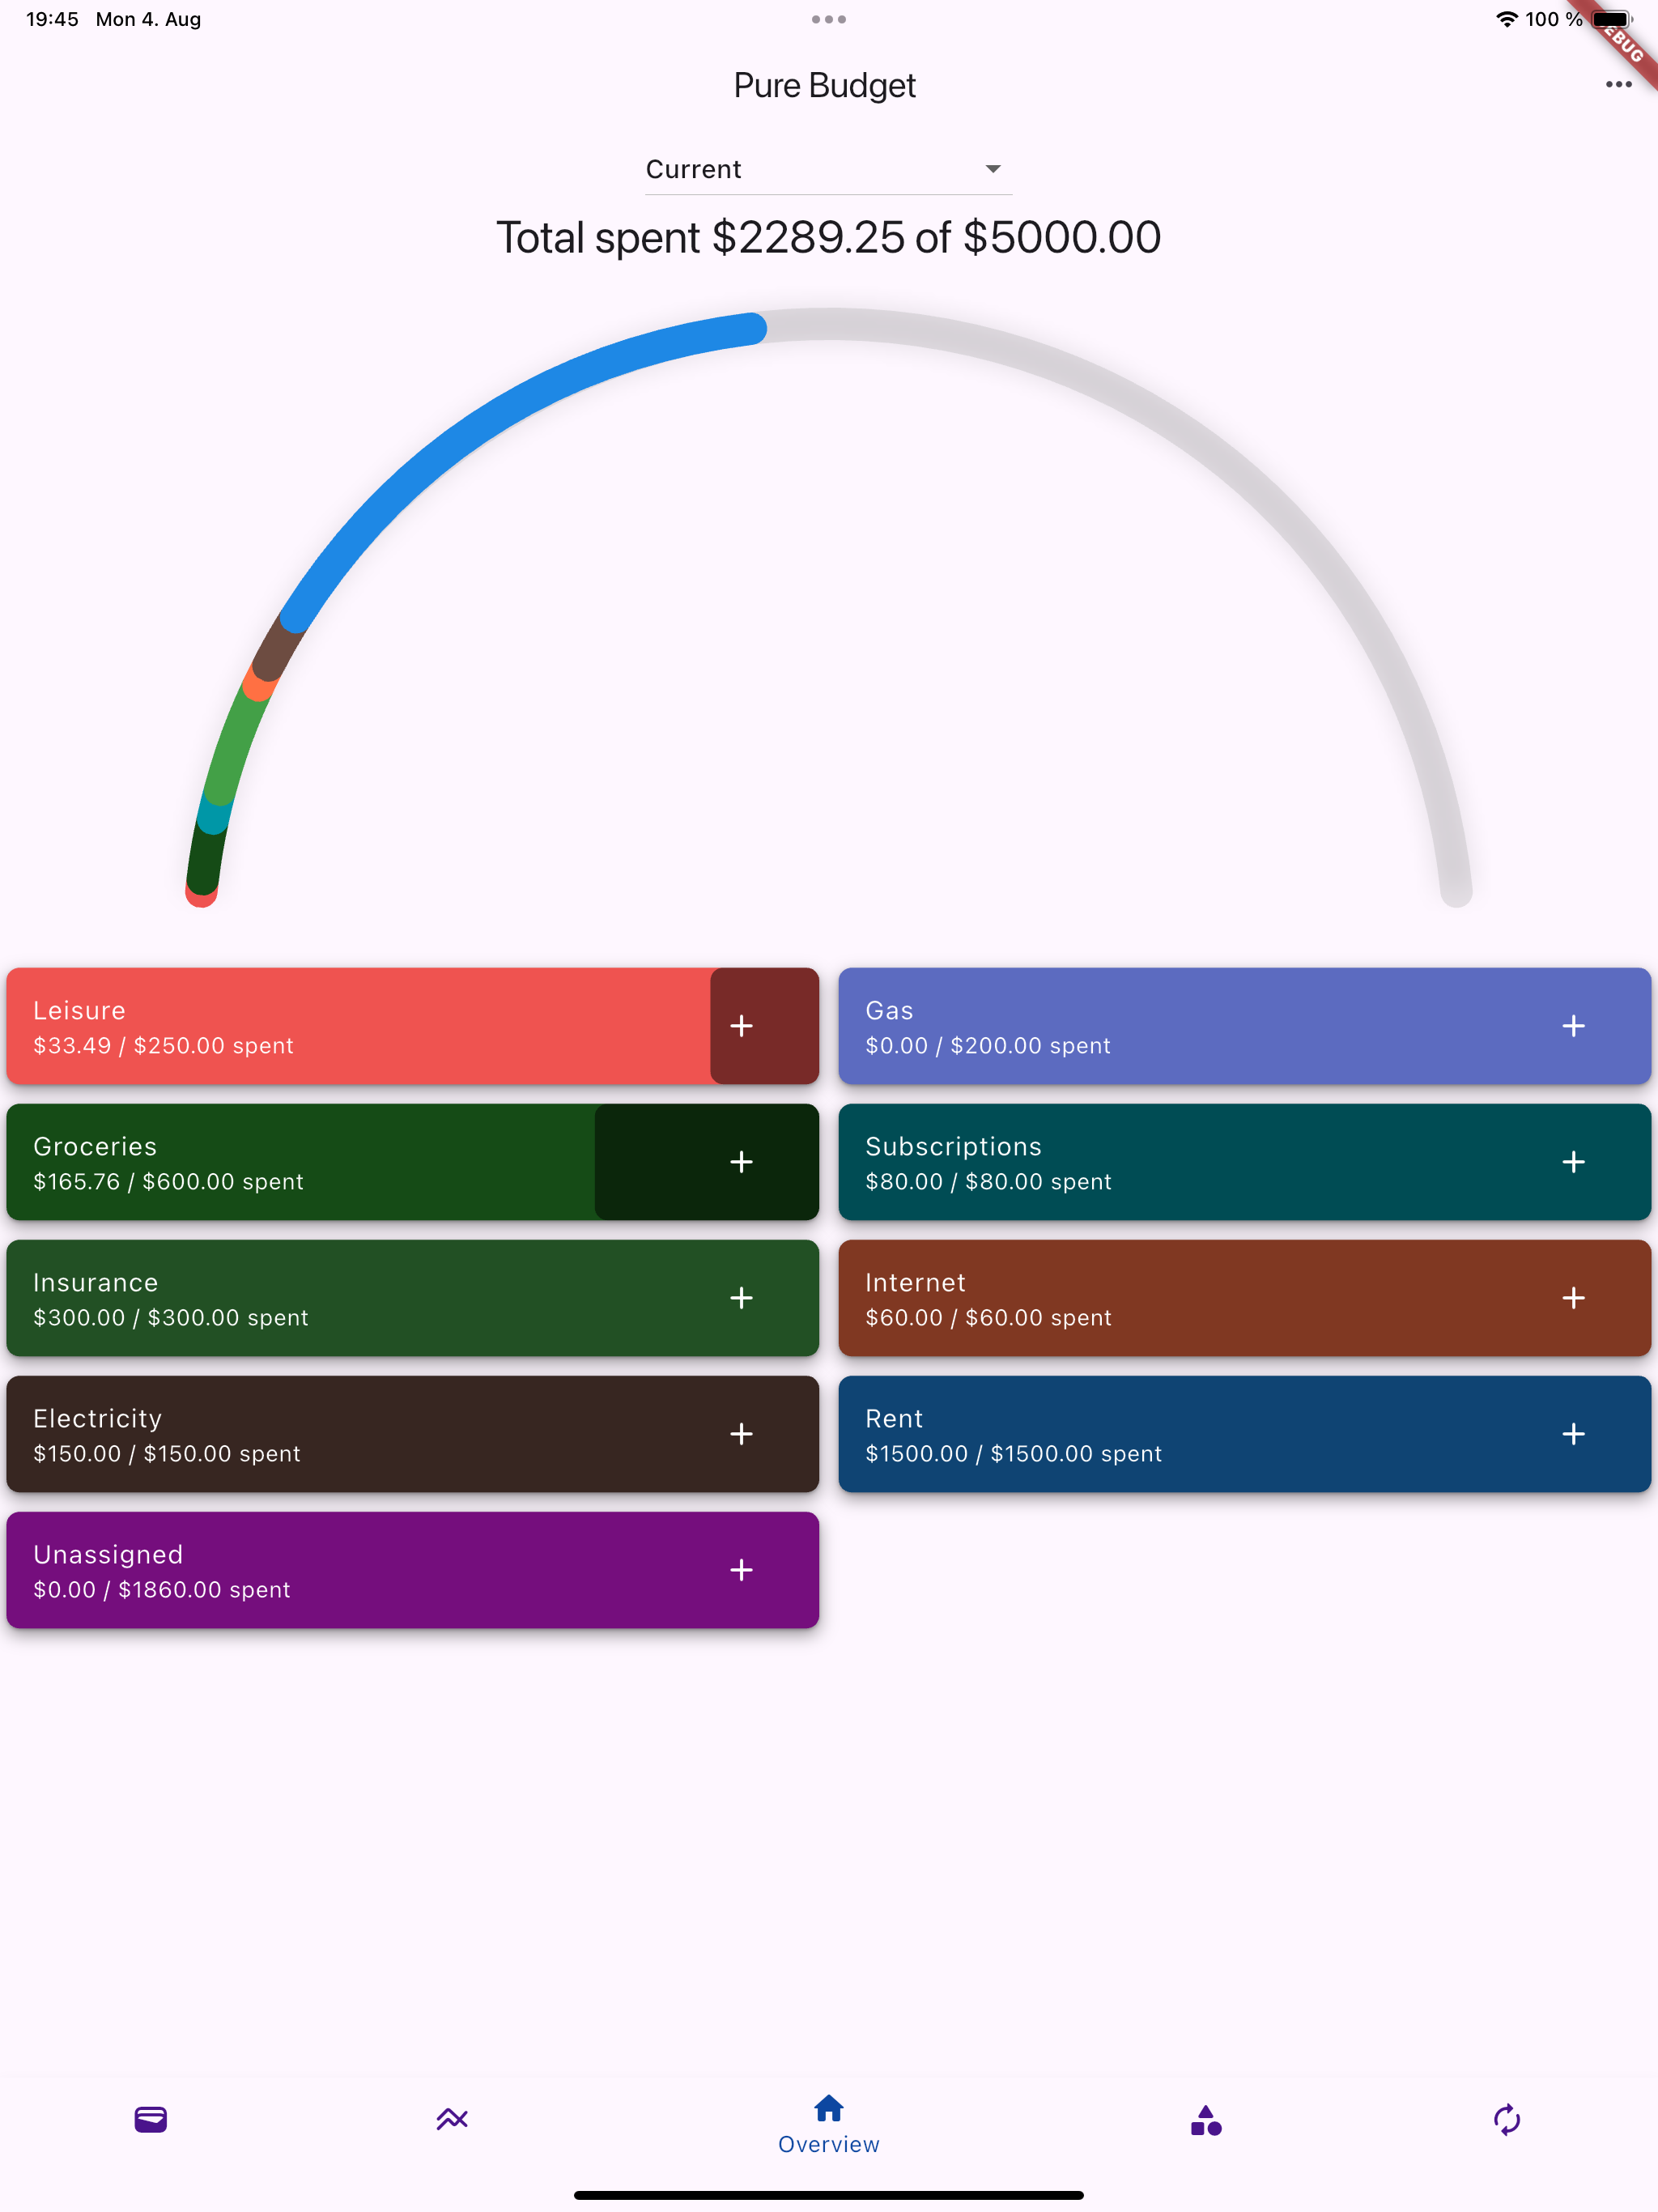 19:45 Mon 4. Aug
100 %
EBUG
Pure Budget
Current
Total spent $2289.25 of $5000.00
Leisure
$33.49 / $250.00 spent
Gas
$0.00 / $200.00 spent
Groceries
$165.76 / $600.00 spent
Subscriptions
$80.00 / $80.00 spent
Insurance
$300.00 / $300.00 spent
Internet
$60.00 / $60.00 spent
Electricity
$150.00 / $150.00 spent
Rent
$1500.00 / $1500.00 spent
Unassigned
$0.00 / $1860.00 spent
Overview